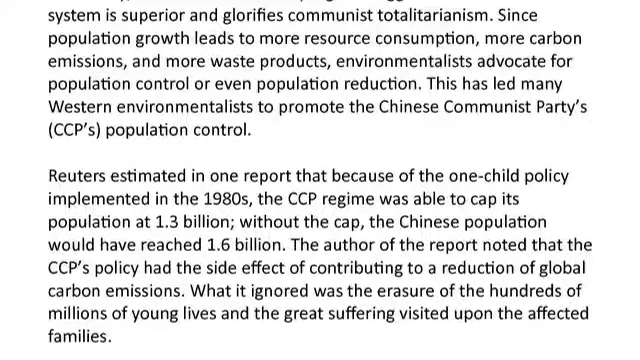 system is superior and glorifies communist totalitarianism. Since
population growth leads to more resource consumption, more carbon
emissions, and more waste products, environmentalists advocate for
population control or even population reduction. This has led many
Western environmentalists to promote the Chinese Communist Party’s
(CCP’s) population control.
Reuters estimated in one report that because of the one-child policy
implemented in the 1980s, the CCP regime was able to cap its
population at 1.3 billion; without the cap, the Chinese population
would have reached 1.6 billion. The author of the report noted that the
CCP’s policy had the side effect of contributing to a reduction of global
carbon emissions. What it ignored was the erasure of the hundreds of
millions of young lives and the great suffering visited upon the affected
families.